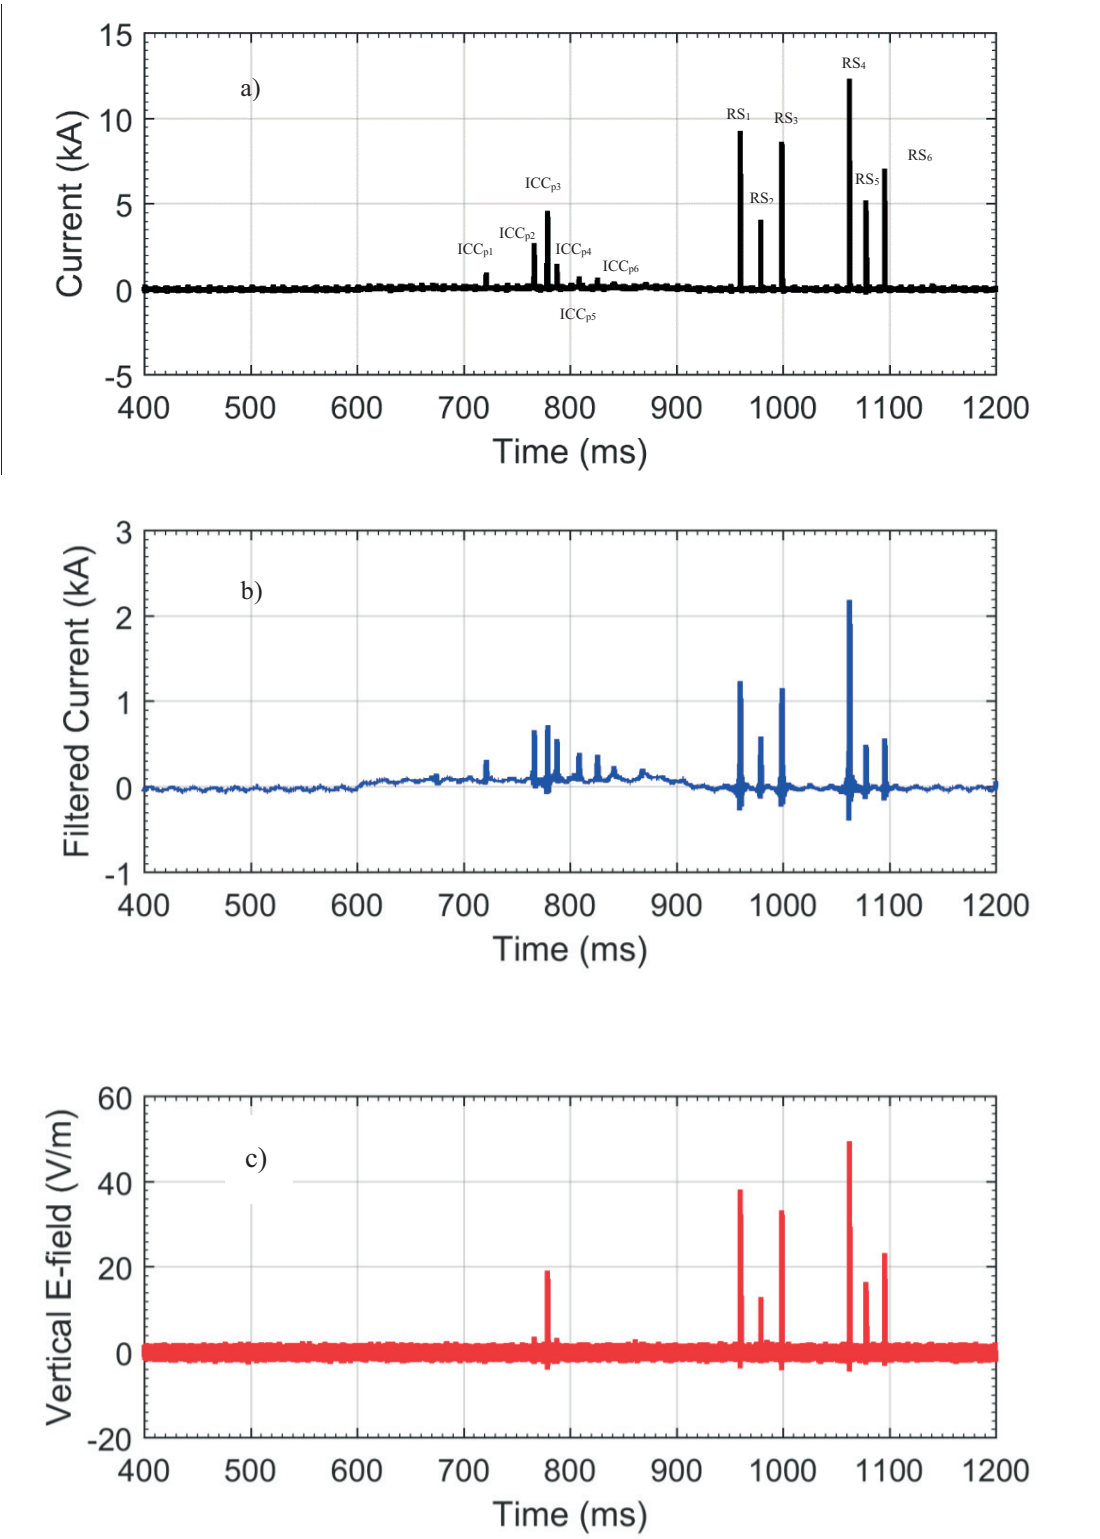 15
a)
RS₄
RS₁
RS₃
10
RS₆
RS₅
ICCₚ₃
RS₂
5
ICCₚ₂
ICCₚ₁
ICCₚ₄
ICCₚ₆
0
ICCₚ₅
-5
Current (kA)
400 500 600 700 800 900 1000 1100 1200
Time (ms)
3
b)
2
1
0
-1
Filtered Current (kA)
400 500 600 700 800 900 1000 1100 1200
Time (ms)
60
c)
40
20
0
-20
Vertical E-field (V/m)
400 500 600 700 800 900 1000 1100 1200
Time (ms)